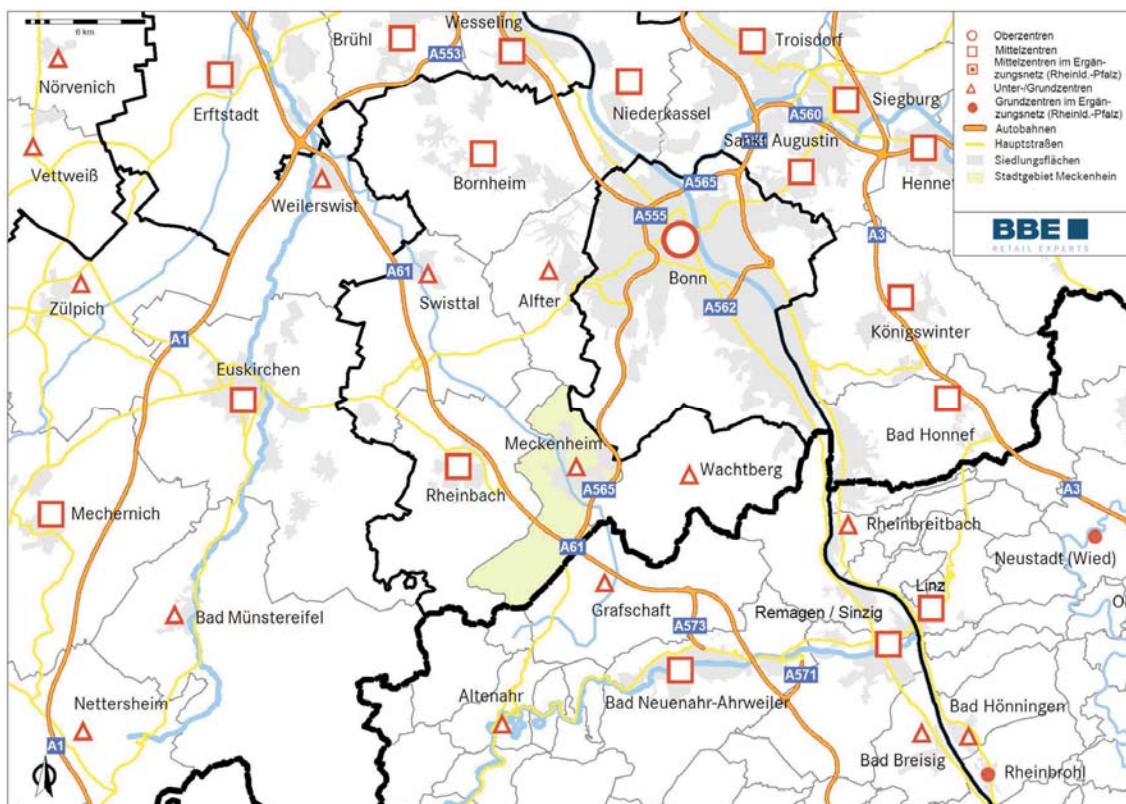 6 km
Nörvenich
Erftstadt
Brühl
A553
Wesseling
Niederkassel
Troisdorf
A560
Siegburg
Sankt Augustin
Hennef
Vettweiß
Weilerswist
Bornheim
A565
A555
Bonn
A562
A3
Zülpich
A61
Swisttal
Alfter
Königswinter
A1
Euskirchen
Bad Honnef
Meckenheim
Rheinbach
A565
Wachtberg
A3
Mechernich
A61
Rheinbreitbach
Neustadt (Wied)
Grafschaft
Linz
Bad Münstereifel
A573
Remagen / Sinzig
A571
Bad Neuenahr-Ahrweiler
Altenahr
Nettersheim
A1
Bad Hönningen
Bad Breisig
Rheinbrohl
Oberzentren
Mittelzentren
Mittelzentren im Ergän-
zungsnetz (Rheinld.-Pfalz)
Unter-/Grundzentren
Grundzentren im Ergän-
zungsnetz (Rheinld.-Pfalz)
Autobahnen
Hauptstraßen
Siedlungsflächen
Stadtgebiet Meckenhein
BBE
RETAIL EXPERTS